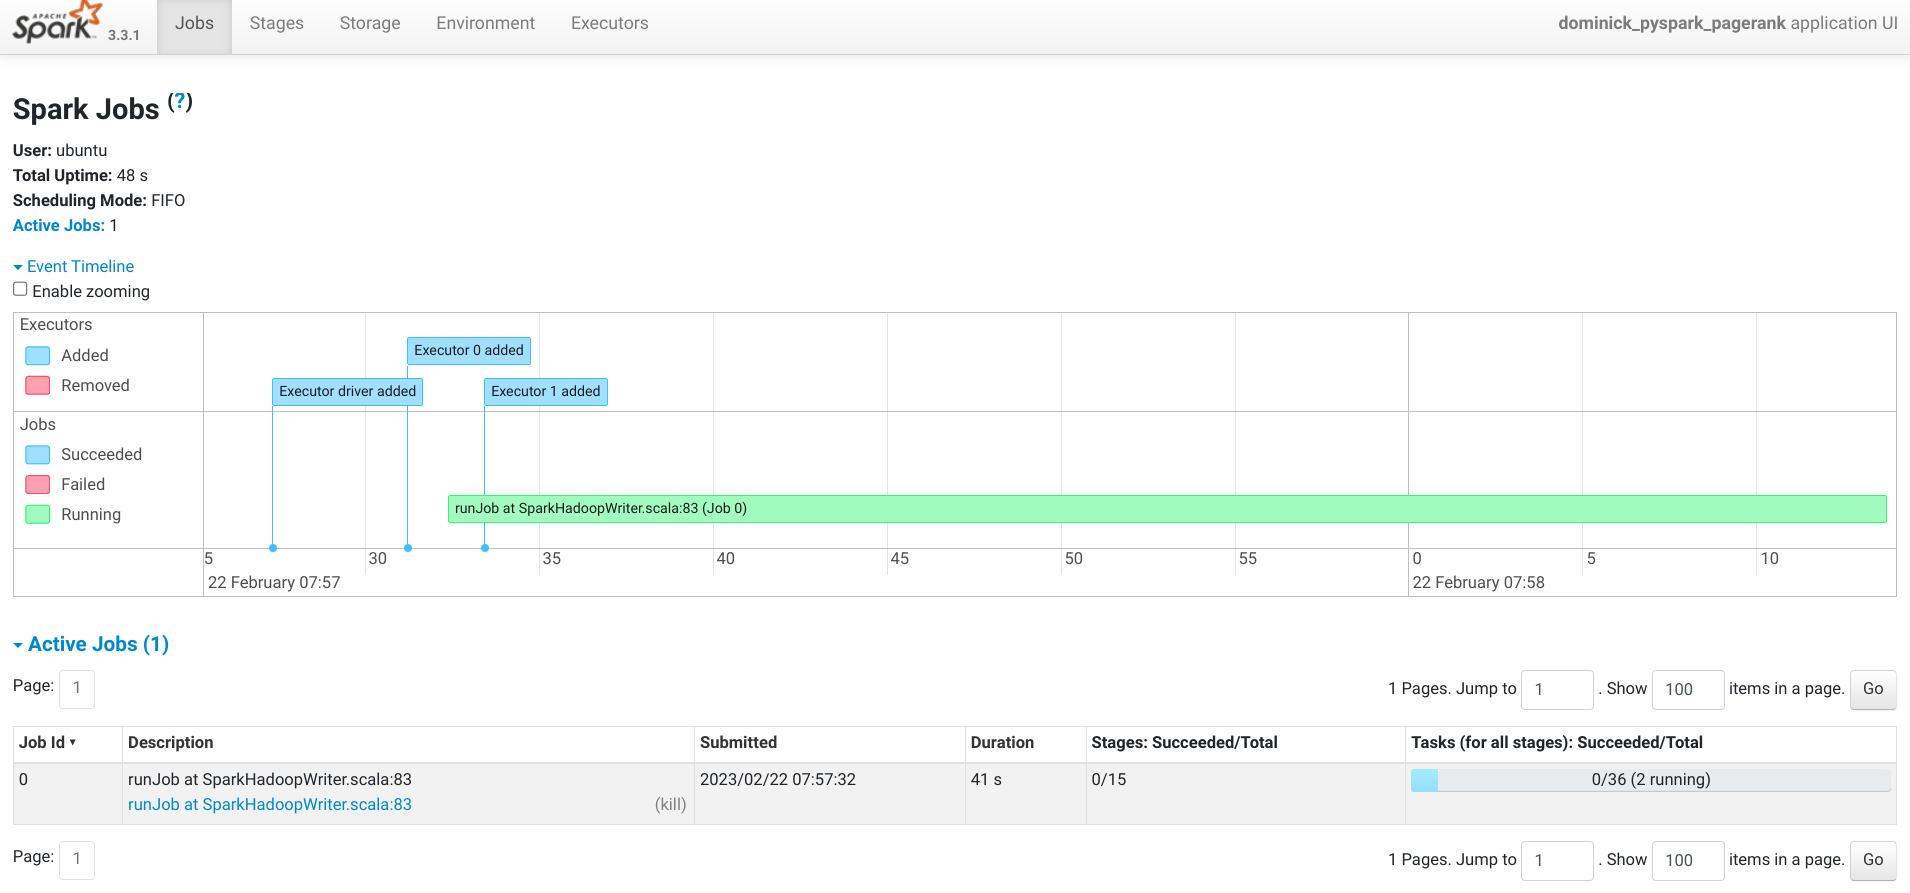 APACHE
Spark 3.3.1 Jobs Stages Storage Environment Executors dominick_pyspark_pagerank application UI
Spark Jobs (?)
User: ubuntu
Total Uptime: 48 s
Scheduling Mode: FIFO
Active Jobs: 1
Event Timeline
Enable zooming
Executors
Added
Removed
Executor 0 added
Executor driver added Executor 1 added
Jobs
Succeeded
Failed
Running
runJob at SparkHadoopWriter.scala:83 (Job 0)
5 30 35 40 45 50 55 0 5 10
22 February 07:57 22 February 07:58
Active Jobs (1)
Page: 1 1 Pages. Jump to 1 . Show 100 items in a page. Go
Job Id ▾ Description Submitted Duration Stages: Succeeded/Total Tasks (for all stages): Succeeded/Total
0 runJob at SparkHadoopWriter.scala:83 2023/02/22 07:57:32 41 s 0/15 0/36 (2 running)
runJob at SparkHadoopWriter.scala:83 (kill)
Page: 1 1 Pages. Jump to 1 . Show 100 items in a page. Go